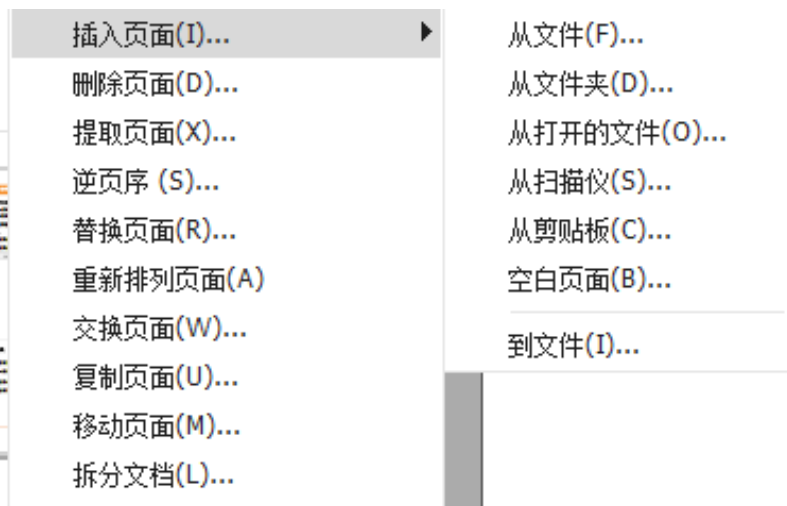 插入页面(I)...
删除页面(D)...
提取页面(X)...
逆页序 (S)...
替换页面(R)...
重新排列页面(A)
交换页面(W)...
复制页面(U)...
移动页面(M)...
拆分文档(L)...
从文件(F)...
从文件夹(D)...
从打开的文件(O)...
从扫描仪(S)...
从剪贴板(C)...
空白页面(B)...
到文件(I)...